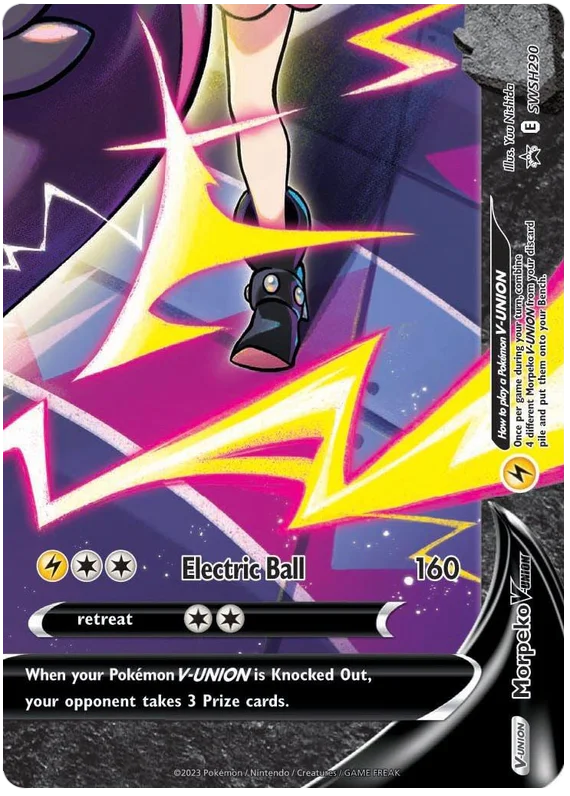 Electric Ball 160
retreat
When your Pokémon V-UNION is Knocked Out,
your opponent takes 3 Prize cards.
©2023 Pokémon / Nintendo / Creatures / GAME FREAK
V-UNION Morpeko V-UNION
How to play a Pokémon V-UNION
Once per game during your turn, combine
4 different Morpeko V-UNION from your discard
pile and put them onto your Bench.
Illus. Yuu Nishida
E SWSH290